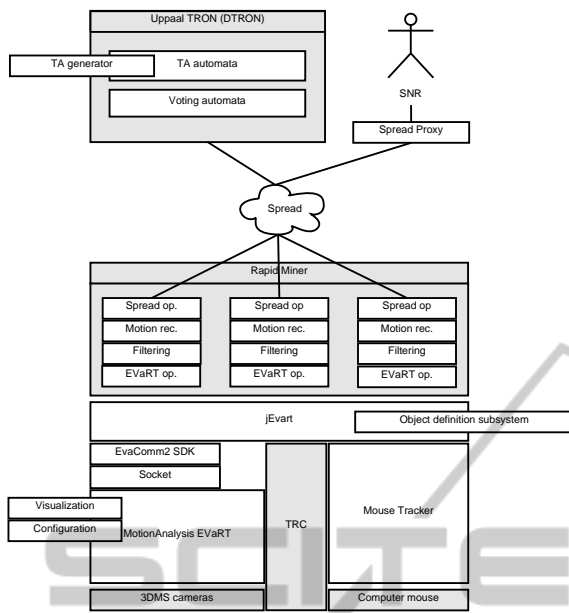 Uppaal TRON (DTRON)
TA generator
TA automata
Voting automata
SNR
Spread Proxy
Spread
Rapid Miner
Spread op.
Spread op
Spread op
Motion rec.
Motion rec.
Motion rec.
Filtering
Filtering
Filtering
EVaRT op.
EVaRT op.
EVaRT op.
jEvart
Object definition subsystem
EvaComm2 SDK
Socket
Visualization
Configuration
MotionAnalysis EVaRT
TRC
Mouse Tracker
3DMS cameras
Computer mouse
SCITE